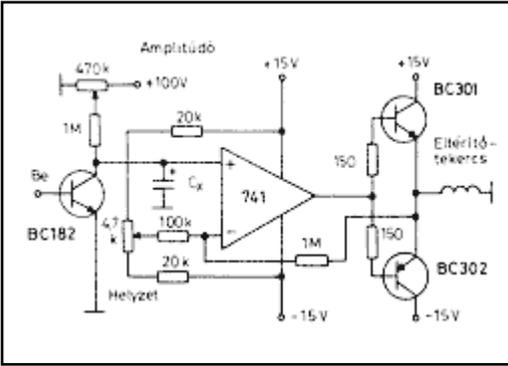 Amplitúdó
470k
+100V
+15V
+15V
BC301
20k
1M
Eltérítő-
tekercs
Be
+
Cx
741
150
BC182
4,7
k
100k
-
1M
150
20k
BC302
Helyzet
-15V
-15V